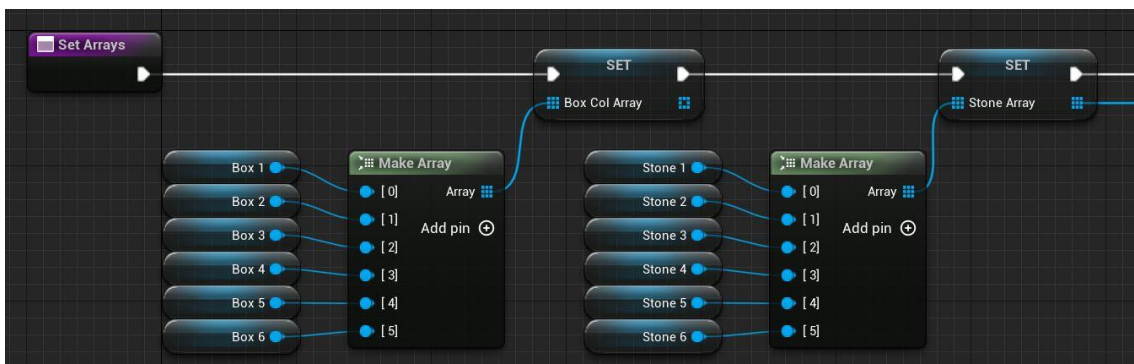 Set Arrays
SET
Box Col Array
SET
Stone Array
Box 1
Box 2
Box 3
Box 4
Box 5
Box 6
Make Array
[ 0]
Array
[ 1]
Add pin
[ 2]
[ 3]
[ 4]
[ 5]
Stone 1
Stone 2
Stone 3
Stone 4
Stone 5
Stone 6
Make Array
[ 0]
Array
[ 1]
Add pin
[ 2]
[ 3]
[ 4]
[ 5]